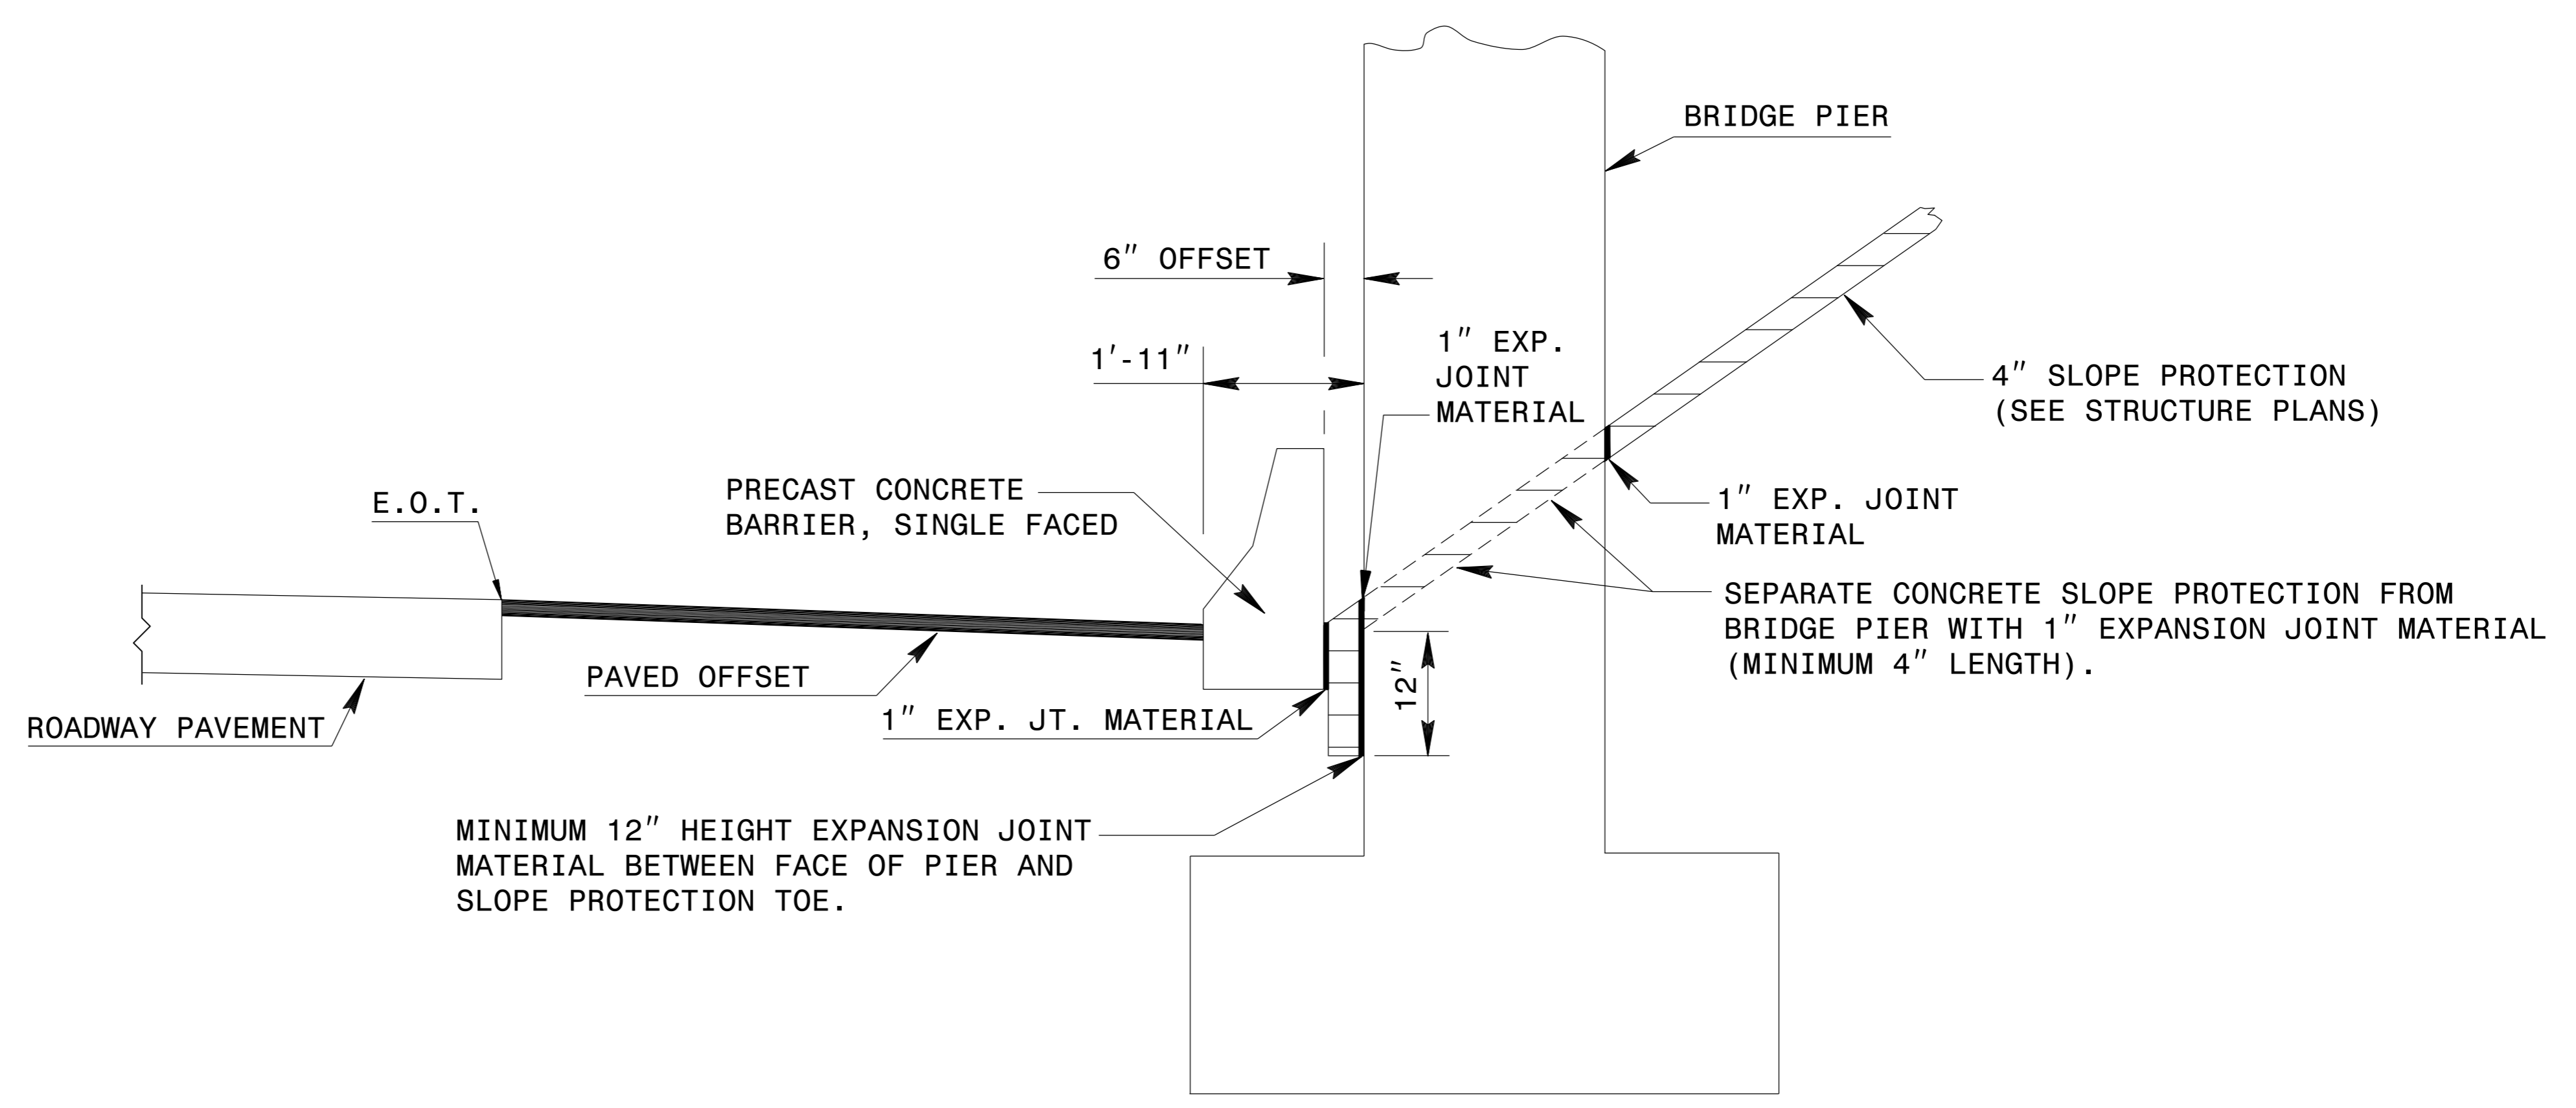 BRIDGE PIER
6" OFFSET
1'-11"
1" EXP.
JOINT
MATERIAL
4" SLOPE PROTECTION
(SEE STRUCTURE PLANS)
E.O.T.
PRECAST CONCRETE
BARRIER, SINGLE FACED
1" EXP. JOINT
MATERIAL
SEPARATE CONCRETE SLOPE PROTECTION FROM
BRIDGE PIER WITH 1" EXPANSION JOINT MATERIAL
(MINIMUM 4" LENGTH).
PAVED OFFSET
12"
ROADWAY PAVEMENT
1" EXP. JT. MATERIAL
MINIMUM 12" HEIGHT EXPANSION JOINT
MATERIAL BETWEEN FACE OF PIER AND
SLOPE PROTECTION TOE.